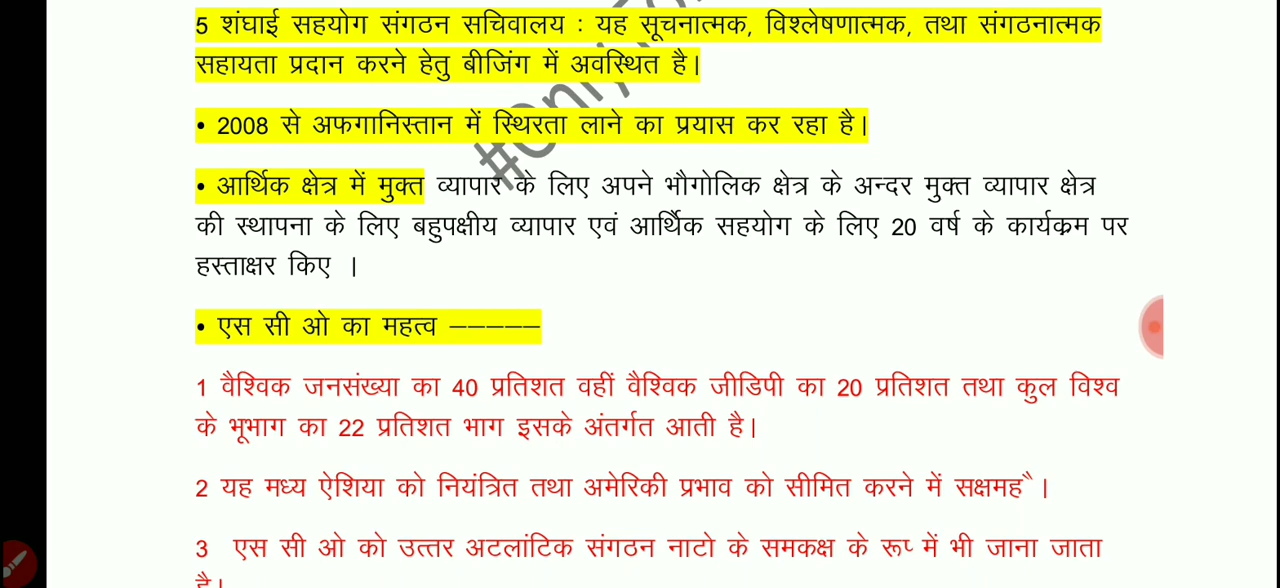 5 शंघाई सहयोग संगठन सचिवालय : यह सूचनात्मक, विश्लेषणात्मक, तथा संगठनात्मक
सहायता प्रदान करने हेतु बीजिंग में अवस्थित है।
• 2008 से अफगानिस्तान में स्थिरता लाने का प्रयास कर रहा है।
• आर्थिक क्षेत्र में मुक्त व्यापार के लिए अपने भौगोलिक क्षेत्र के अन्दर मुक्त व्यापार क्षेत्र
की स्थापना के लिए बहुपक्षीय व्यापार एवं आर्थिक सहयोग के लिए 20 वर्ष के कार्यक्रम पर
हस्ताक्षर किए ।
• एस सी ओ का महत्व −−−−−
1 वैश्विक जनसंख्या का 40 प्रतिशत वहीं वैश्विक जीडिपी का 20 प्रतिशत तथा कुल विश्व
के भूभाग का 22 प्रतिशत भाग इसके अंतर्गत आती है।
2 यह मध्य ऐशिया को नियंत्रित तथा अमेरिकी प्रभाव को सीमित करने में सक्षमहै ।
3 एस सी ओ को उत्तर अटलांटिक संगठन नाटो के समकक्ष के रूप में भी जाना जाता
है।